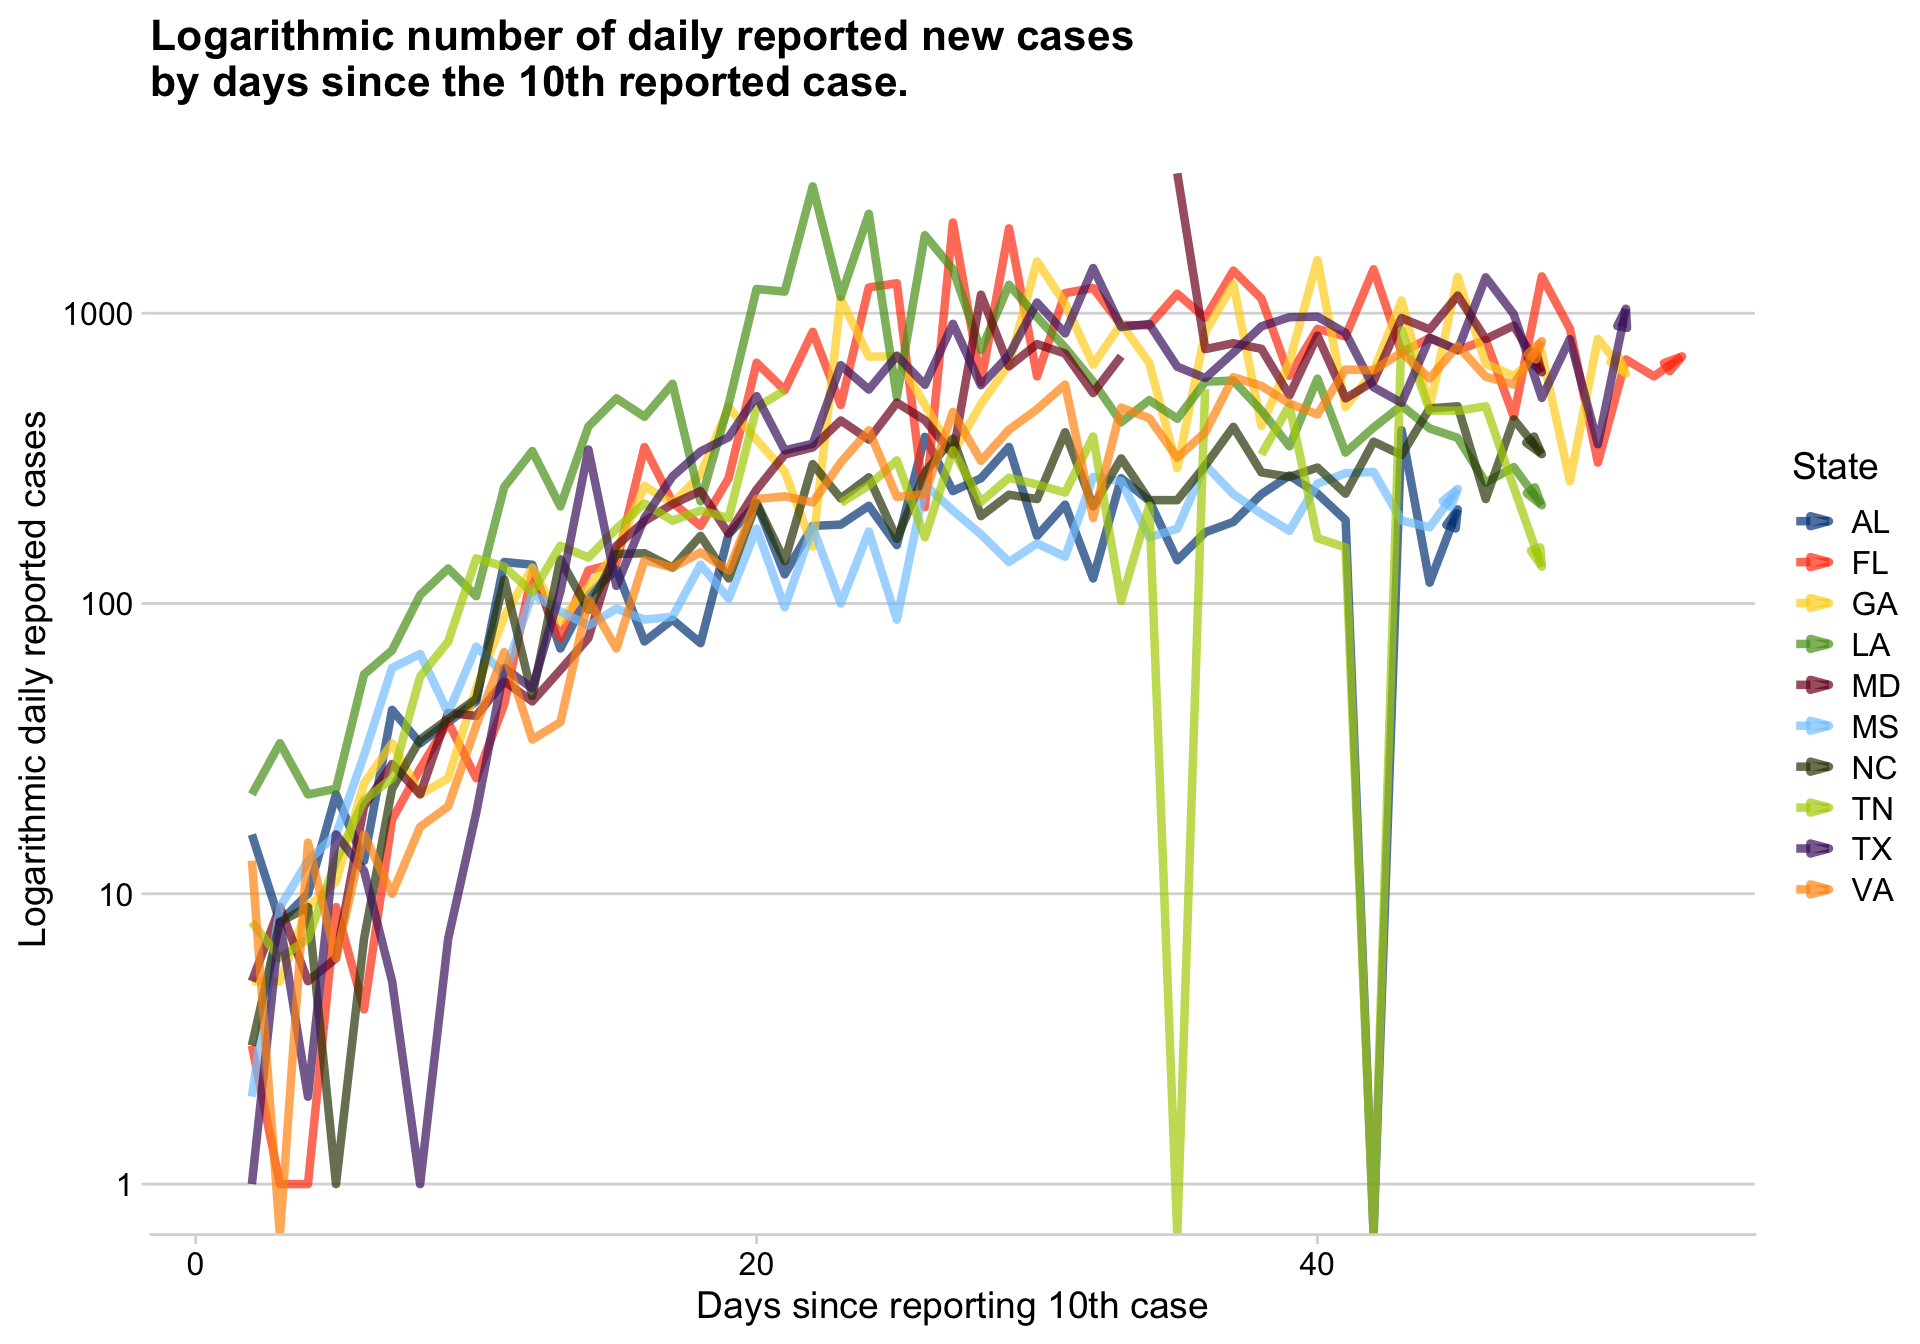 Logarithmic number of daily reported new cases
by days since the 10th reported case.
Logarithmic daily reported cases
1000
100
10
1
0
20
40
Days since reporting 10th case
State
AL
FL
GA
LA
MD
MS
NC
TN
TX
VA